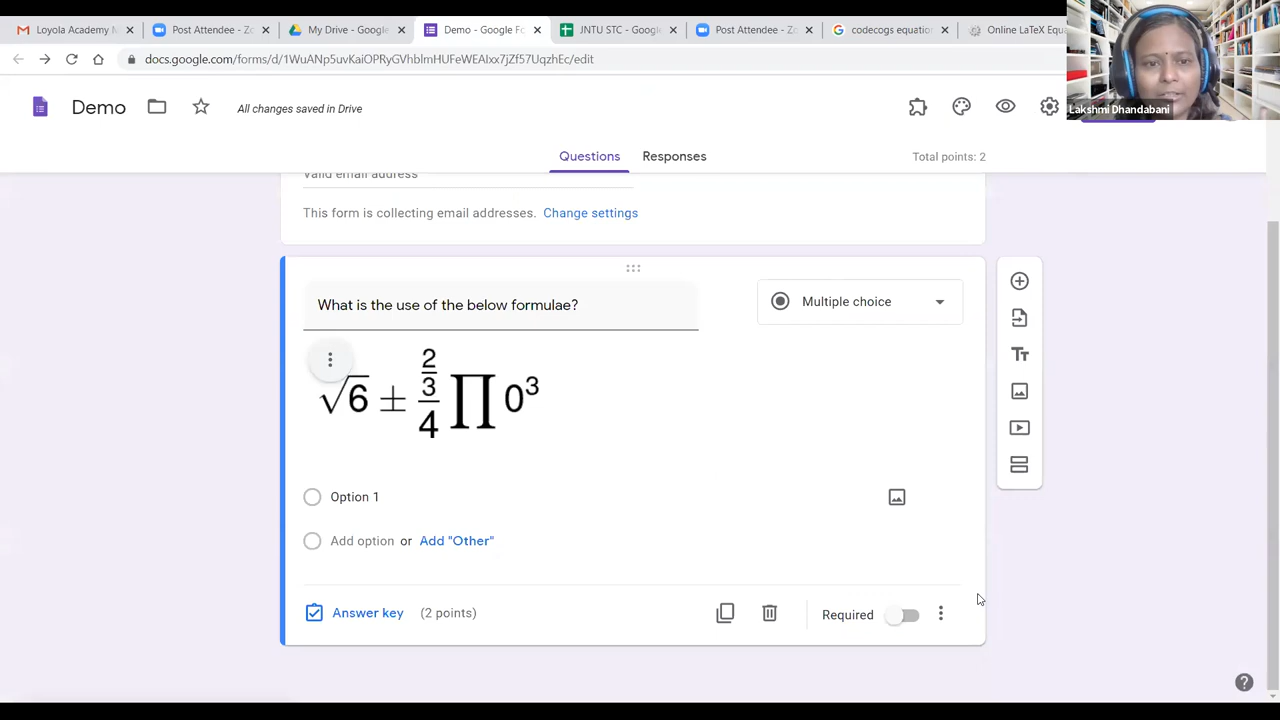 Loyola Academy M
Post Attendee - Zo
My Drive - Google
Demo - Google Fo
JNTU STC - Google
Post Attendee - Zo
codecogs equation
Online LaTeX Equa
docs.google.com/forms/d/1WuANp5uvKaiOPRyGVhblmHUFeWEAIxx7jZf57UqzhEc/edit
Lakshmi Dhandabani
Demo
All changes saved in Drive
Questions
Responses
Total points: 2
Valid email address
This form is collecting email addresses. Change settings
What is the use of the below formulae?
Multiple choice
√6 ± 2/3/4 ∏ 0³
Option 1
Add option or Add "Other"
Answer key (2 points)
Required